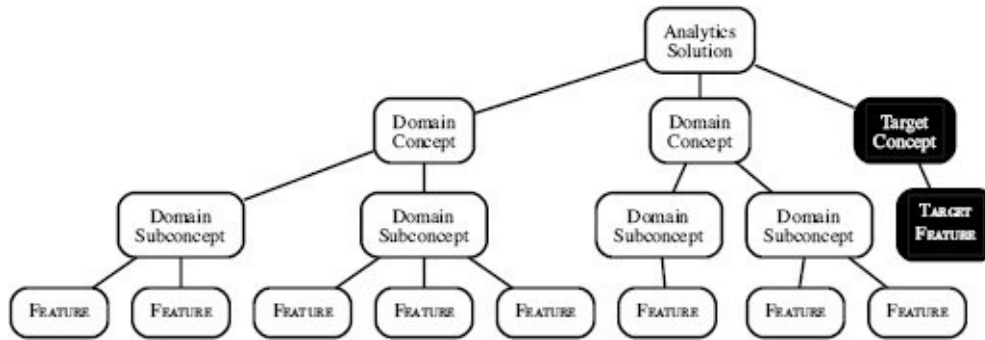 Analytics
Solution
Domain
Concept
Domain
Concept
Target
Concept
Domain
Subconcept
Domain
Subconcept
Domain
Subconcept
Domain
Subconcept
TARGET
FEATURE
FEATURE
FEATURE
FEATURE
FEATURE
FEATURE
FEATURE
FEATURE
FEATURE